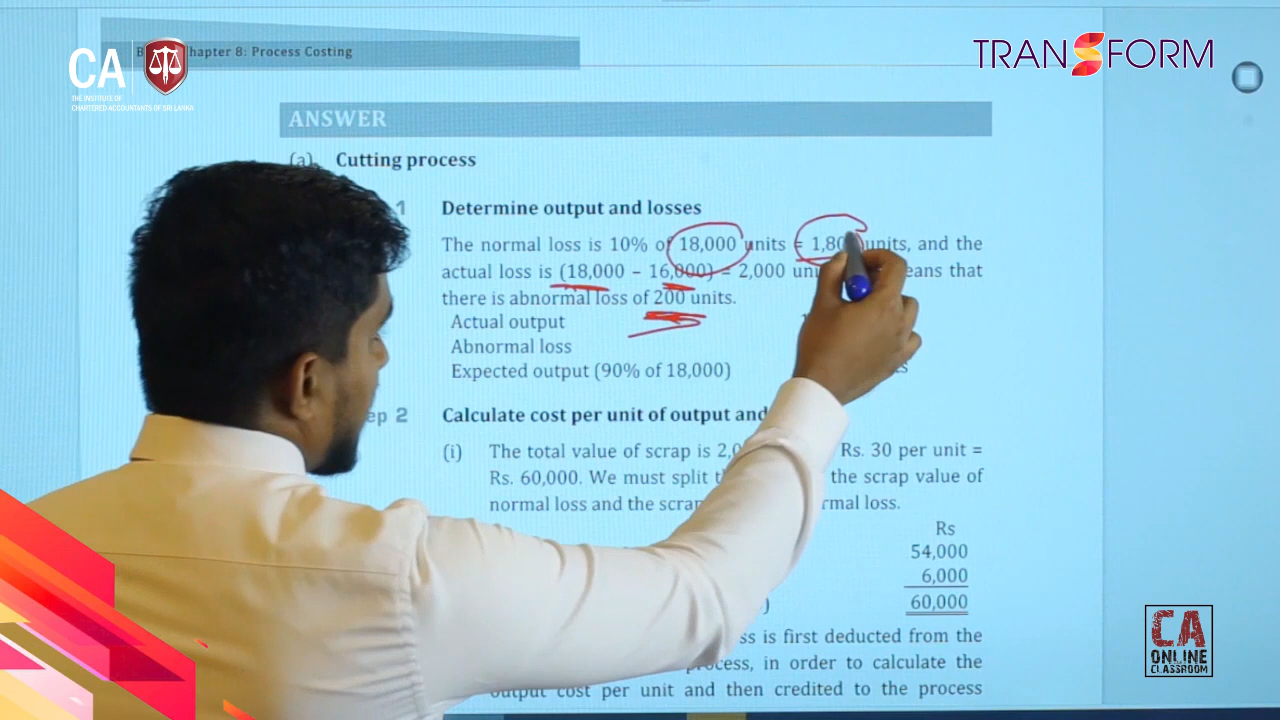 CA
THE INSTITUTE OF
CHARTERED ACCOUNTANTS OF SRI LANKA
TRANSFORM
hapter 8: Process Costing
ANSWER
(a) Cutting process
1 Determine output and losses
The normal loss is 10% of 18,000 units = 1,80 units, and the
actual loss is (18,000 – 16,000) = 2,000 uni eans that
there is abnormal loss of 200 units.
Actual output
Abnormal loss
Expected output (90% of 18,000)
ep 2 Calculate cost per unit of output and
(i) The total value of scrap is 2,0 Rs. 30 per unit =
Rs. 60,000. We must split the scrap value of
normal loss and the scrap rmal loss.
Rs
54,000
6,000
60,000
ss is first deducted from the
process, in order to calculate the
output cost per unit and then credited to the process
CA
ONLINE
CLASSROOM